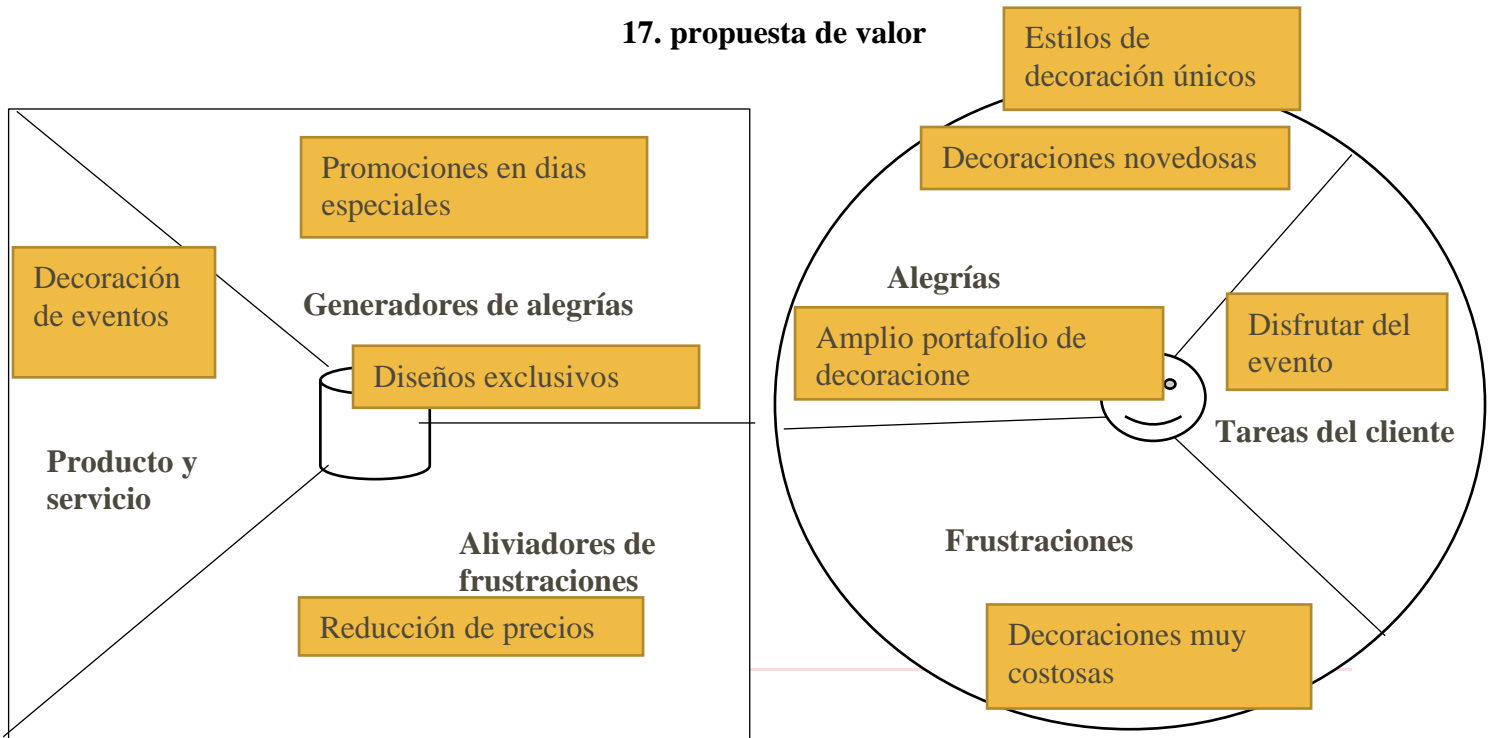 17. propuesta de valor
Promociones en dias
especiales
Decoración
de eventos
Generadores de alegrías
Diseños exclusivos
Producto y
servicio
Aliviadores de
frustraciones
Reducción de precios
Estilos de
decoración únicos
Decoraciones novedosas
Alegrías
Amplio portafolio de
decoracione
Disfrutar del
evento
Tareas del cliente
Frustraciones
Decoraciones muy
costosas